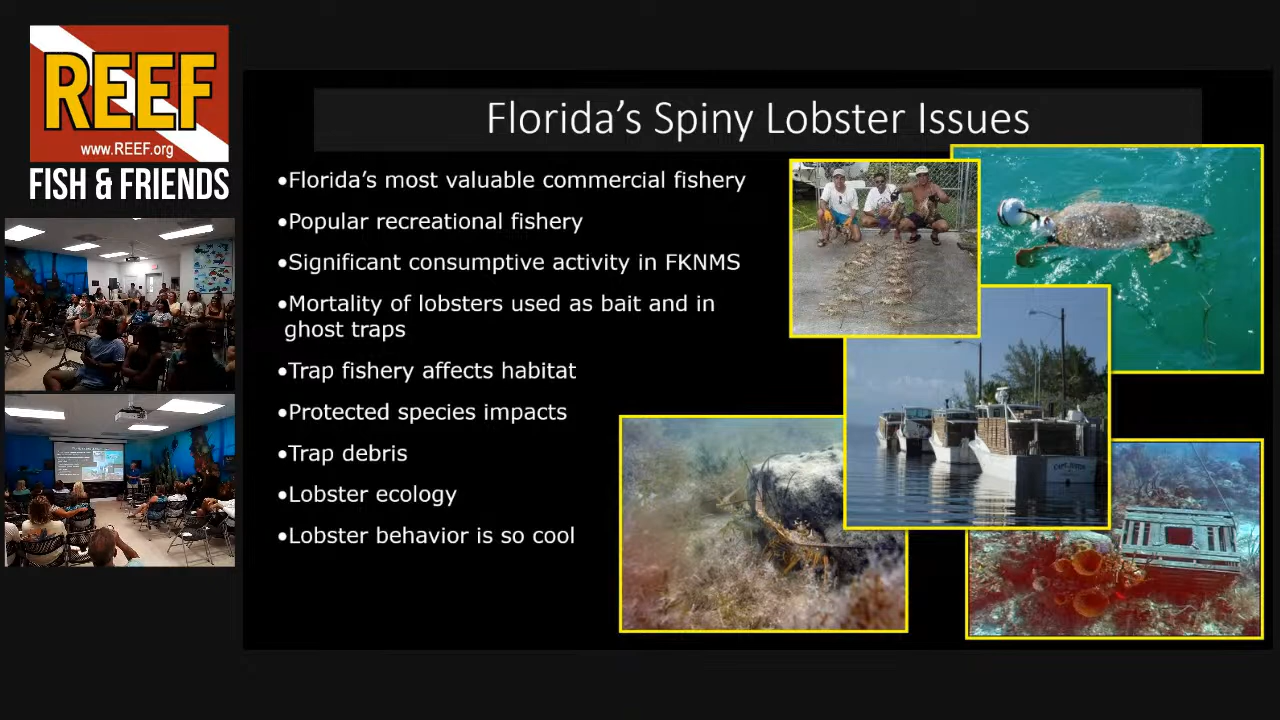 REEF
www.REEF.org
FISH & FRIENDS
Florida's Spiny Lobster Issues
•Florida's most valuable commercial fishery
•Popular recreational fishery
•Significant consumptive activity in FKNMS
•Mortality of lobsters used as bait and in
ghost traps
•Trap fishery affects habitat
•Protected species impacts
•Trap debris
•Lobster ecology
•Lobster behavior is so cool